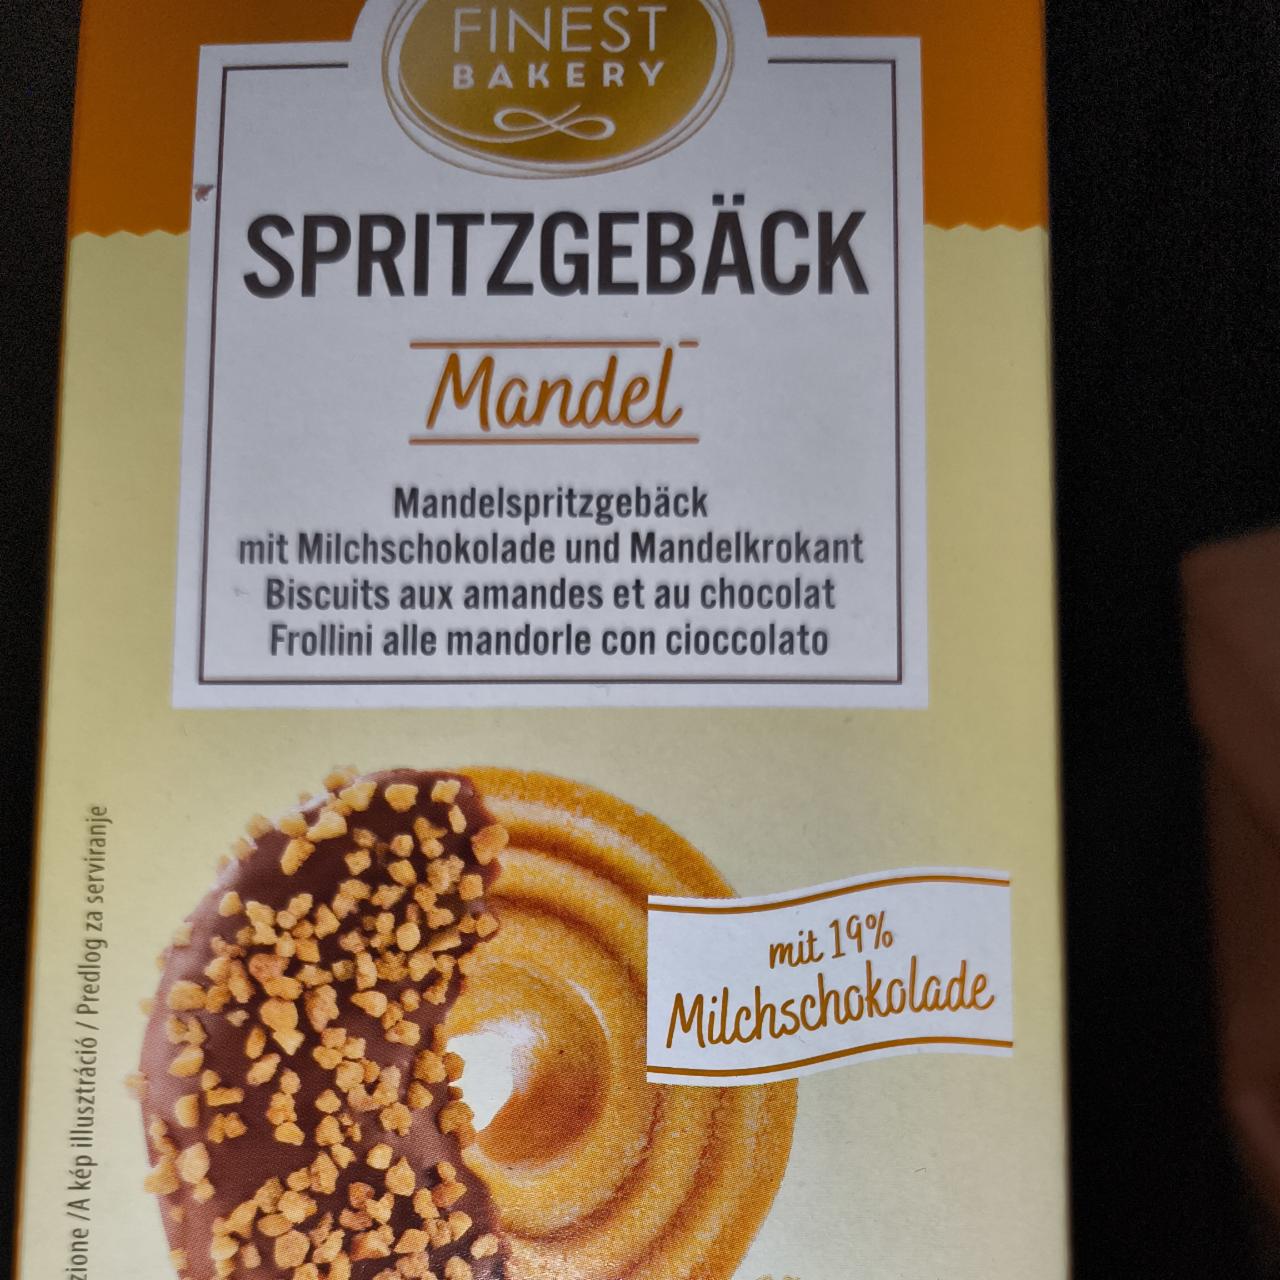 FINEST
BAKERY
SPRITZGEBÄCK
Mandel
Mandelspritzgebäck
mit Milchschokolade und Mandelkrokant
Biscuits aux amandes et au chocolat
Frollini alle mandorle con cioccolato
mit 19%
Milchschokolade
/A kép illusztráció / Predlog za serviranje